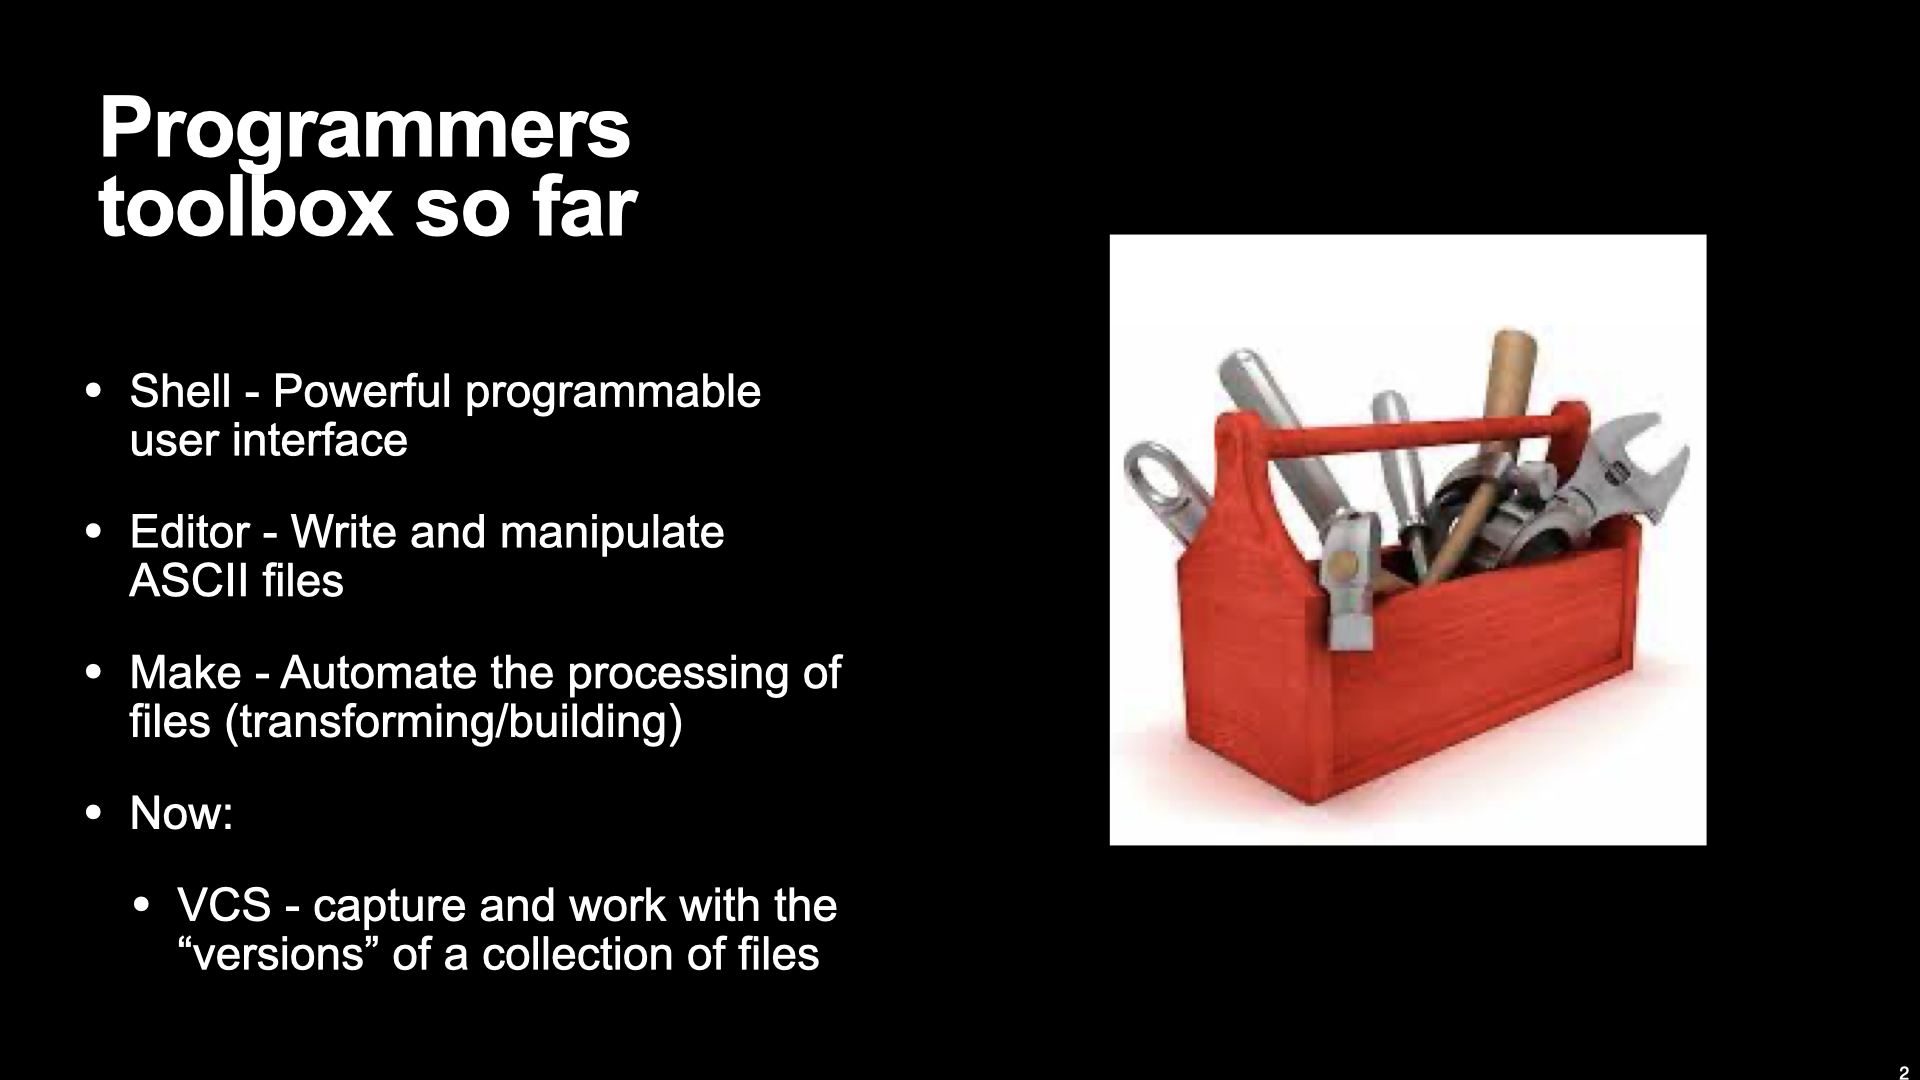 Programmers
toolbox so far
• Shell - Powerful programmable
user interface
• Editor - Write and manipulate
ASCII files
• Make - Automate the processing of
files (transforming/building)
• Now:
• VCS - capture and work with the
“versions” of a collection of files
2